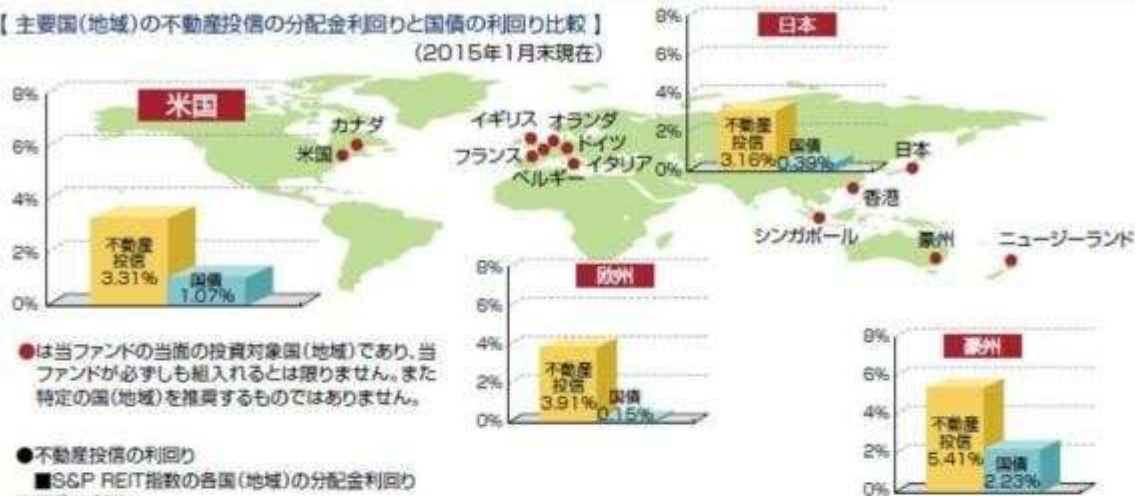 【 主要国(地域)の不動産投信の分配金利回りと国債の利回り比較 】
(2015年1月末現在)
米国
8%
6%
4%
2%
0%
不動産
投信
3.31%
国債
1.07%
日本
8%
6%
4%
2%
0%
不動産
投信
3.16%
国債
0.39%
カナダ
米国
イギリス
オランダ
フランス
ドイツ
イタリア
ベルギー
日本
香港
シンガポール
豪州
ニュージーランド
欧州
8%
6%
4%
2%
0%
不動産
投信
3.91%
国債
0.15%
豪州
8%
6%
4%
2%
0%
不動産
投信
5.41%
国債
2.23%
●は当ファンドの当面の投資対象国(地域)であり、当
ファンドが必ずしも組入れるとは限りません。また
特定の国(地域)を推奨するものではありません。
●不動産投信の利回り
■S&P REIT指数の各国(地域)の分配金利回り